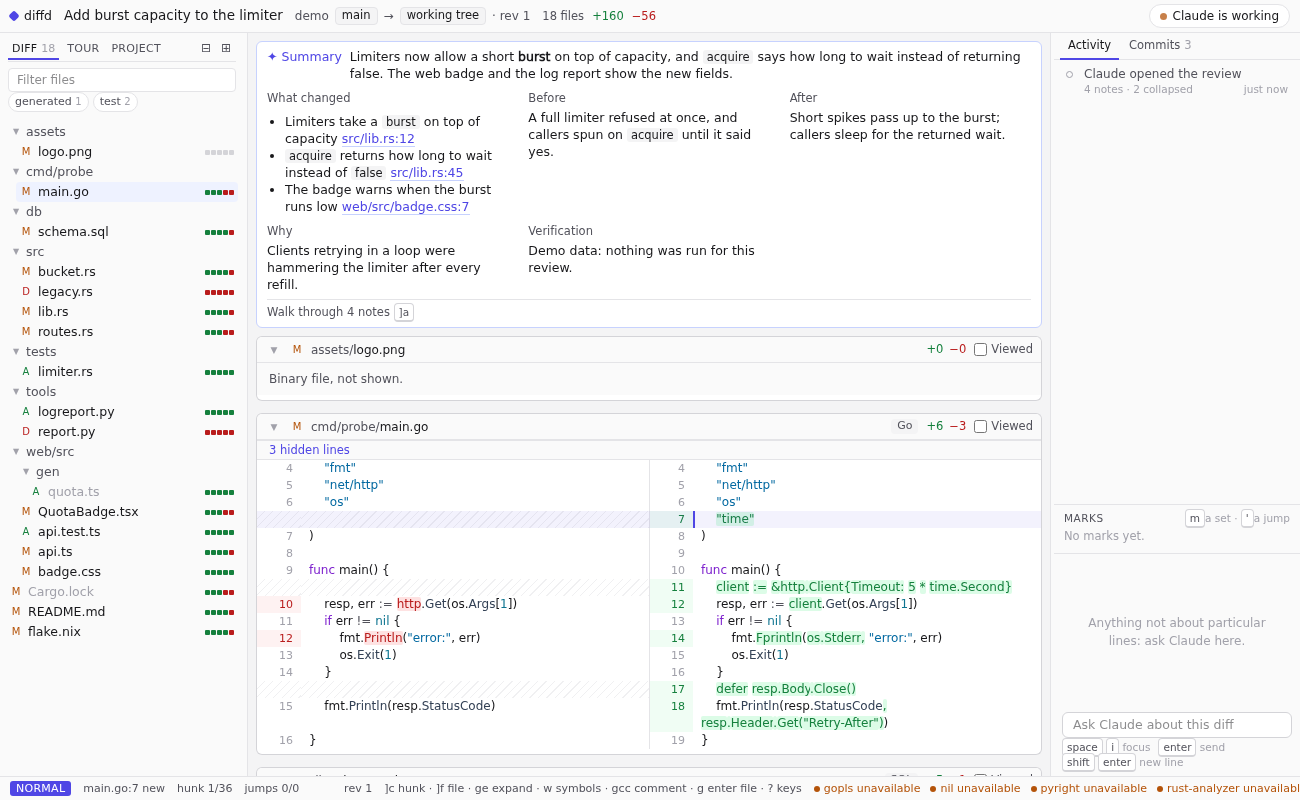 diffd Add burst capacity to the limiter demo main → working tree · rev 1 18 files +160 −56 Claude is working
DIFF 18 TOUR PROJECT
Filter files
generated 1 test 2
assets
M logo.png
cmd/probe
M main.go
db
M schema.sql
src
M bucket.rs
D legacy.rs
M lib.rs
M routes.rs
tests
A limiter.rs
tools
A logreport.py
D report.py
web/src
gen
A quota.ts
M QuotaBadge.tsx
A api.test.ts
M api.ts
M badge.css
M Cargo.lock
M README.md
M flake.nix
Summary Limiters now allow a short burst on top of capacity, and acquire says how long to wait instead of returning
false. The web badge and the log report show the new fields.
What changed
• Limiters take a burst on top of
capacity src/lib.rs:12
• acquire returns how long to wait
instead of false src/lib.rs:45
• The badge warns when the burst
runs low web/src/badge.css:7
Before
A full limiter refused at once, and
callers spun on acquire until it said
yes.
After
Short spikes pass up to the burst;
callers sleep for the returned wait.
Why
Clients retrying in a loop were
hammering the limiter after every
refill.
Verification
Demo data: nothing was run for this
review.
Walk through 4 notes ]a
M assets/logo.png +0 −0 Viewed
Binary file, not shown.
M cmd/probe/main.go Go +6 −3 Viewed
3 hidden lines
4 "fmt" 4 "fmt"
5 "net/http" 5 "net/http"
6 "os" 6 "os"
7 "time"
7 ) 8 )
8 9
9 func main() { 10 func main() {
11 client := &http.Client{Timeout: 5 * time.Second}
10 resp, err := http.Get(os.Args[1]) 12 resp, err := client.Get(os.Args[1])
11 if err != nil { 13 if err != nil {
12 fmt.Println("error:", err) 14 fmt.Fprintln(os.Stderr, "error:", err)
13 os.Exit(1) 15 os.Exit(1)
14 } 16 }
17 defer resp.Body.Close()
15 fmt.Println(resp.StatusCode) 18 fmt.Println(resp.StatusCode,
resp.Header.Get("Retry-After"))
16 } 19 }
Activity Commits 3
Claude opened the review
4 notes · 2 collapsed just now
MARKS m a set · ' a jump
No marks yet.
Anything not about particular
lines: ask Claude here.
Ask Claude about this diff
space i focus enter send
shift enter new line
NORMAL main.go:7 new hunk 1/36 jumps 0/0 rev 1 ]c hunk · ]f file · ge expand · w symbols · gcc comment · g enter file · ? keys gopls unavailable nil unavailable pyright unavailable rust-analyzer unavailabl